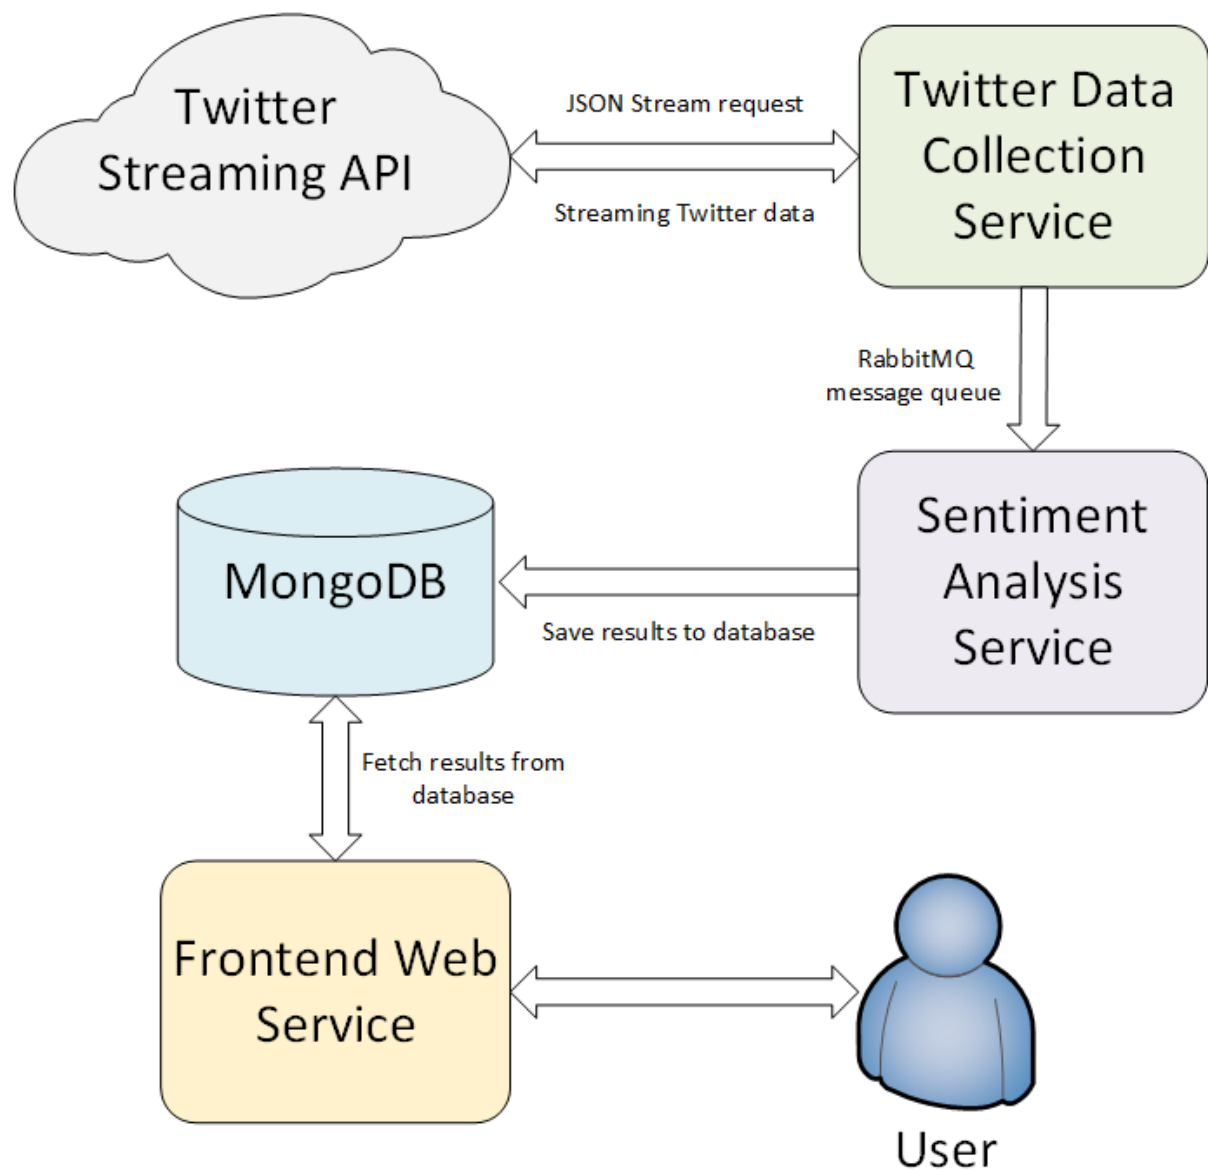 Twitter
Streaming API
JSON Stream request
Streaming Twitter data
Twitter Data
Collection
Service
RabbitMQ
message queue
Sentiment
Analysis
Service
Save results to database
MongoDB
Fetch results from
database
Frontend Web
Service
User